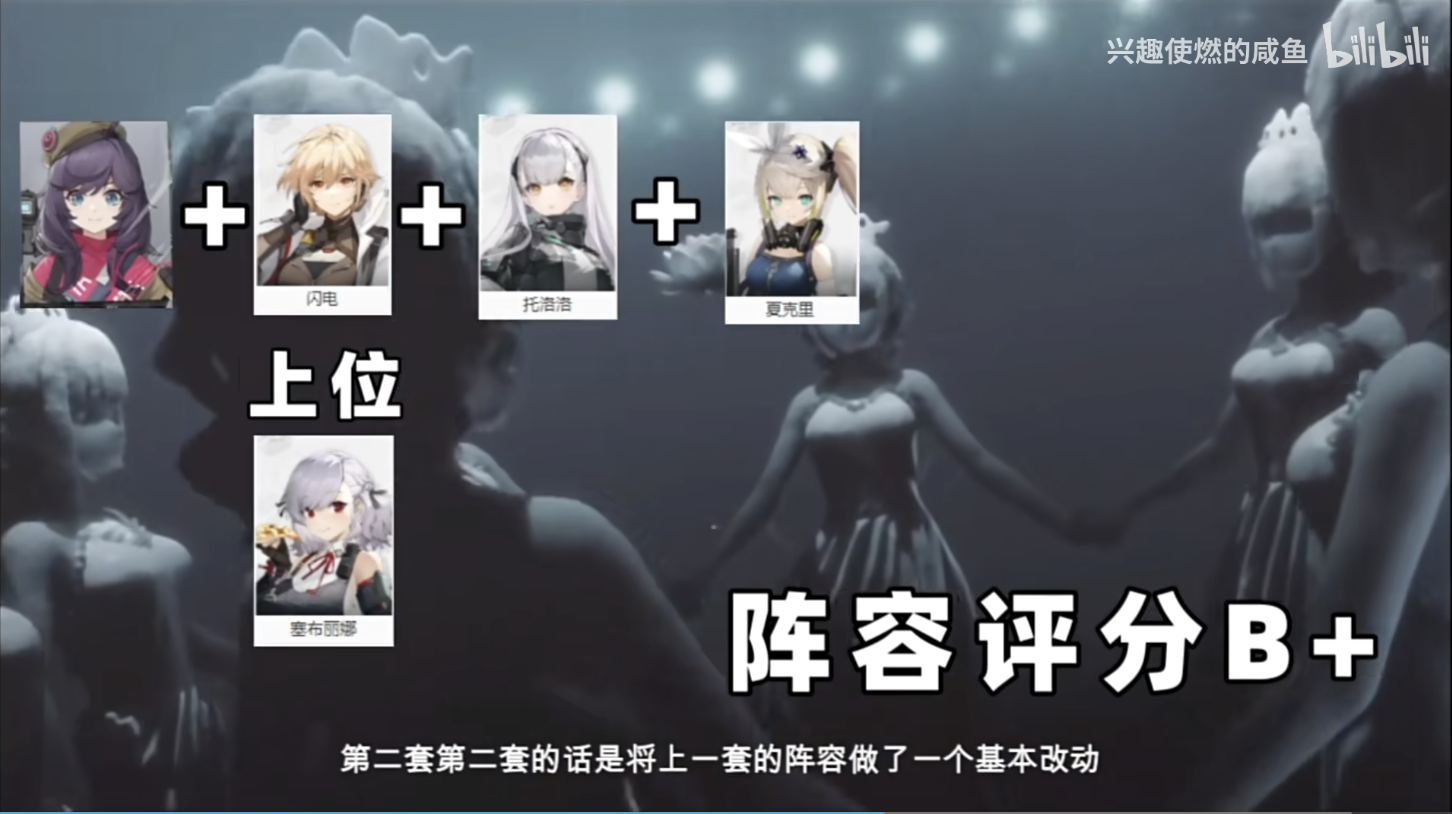 兴趣使燃的咸鱼 bilibili
闪电
托洛洛
夏克里
上位
塞布丽娜
阵容评分B+
第二套第二套的话是将上一套的阵容做了一个基本改动